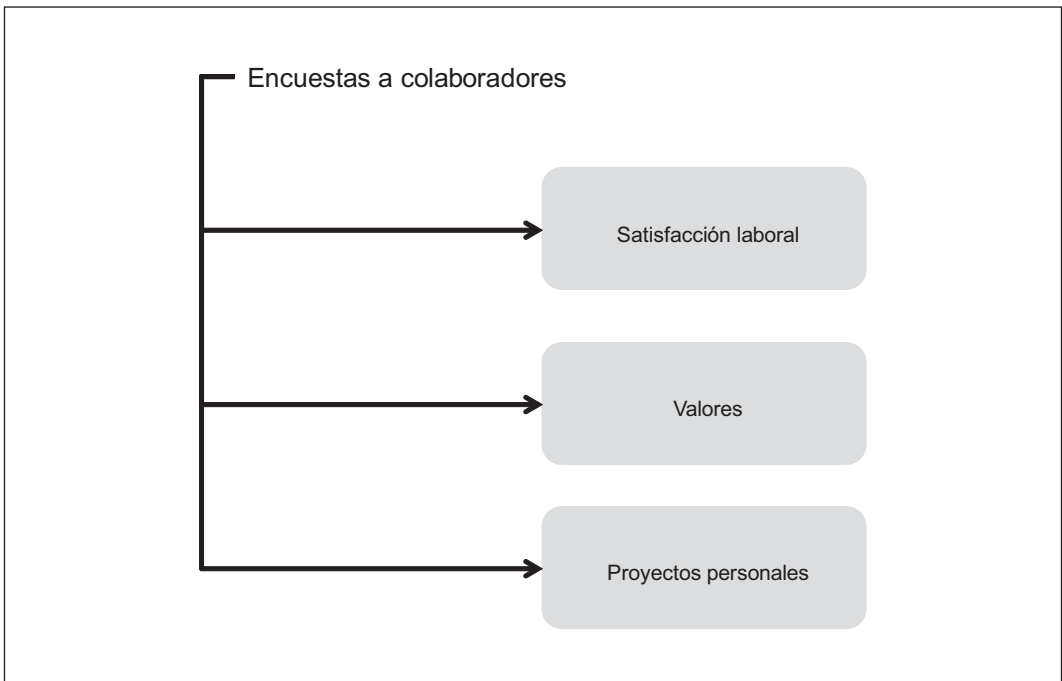 Encuestas a colaboradores
Satisfacción laboral
Valores
Proyectos personales